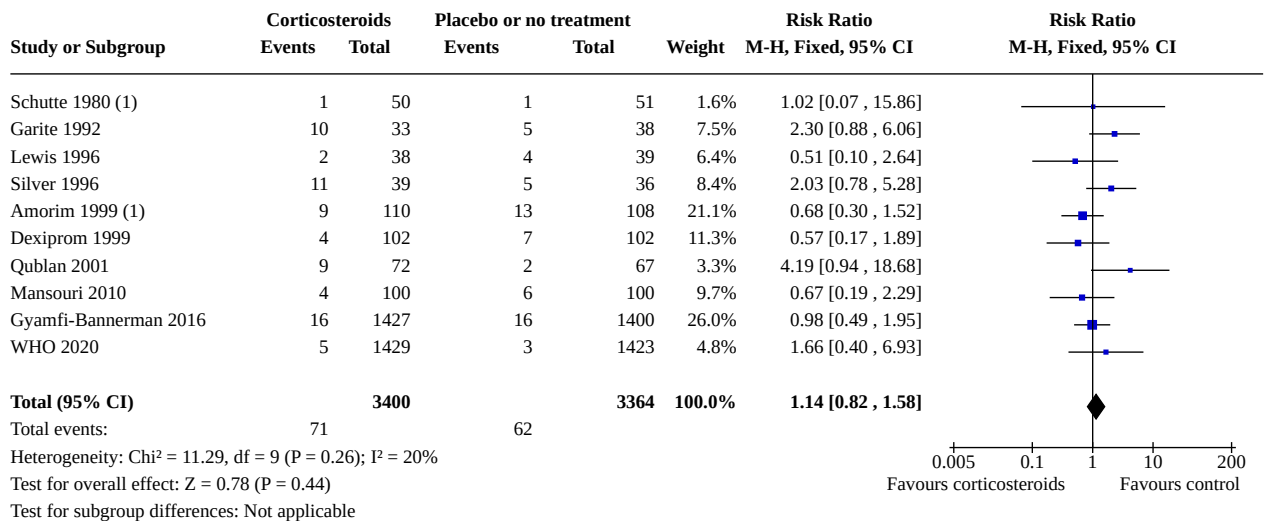 Corticosteroids Placebo or no treatment Risk Ratio Risk Ratio
Study or Subgroup Events Total Events Total Weight M-H, Fixed, 95% CI M-H, Fixed, 95% CI
Schutte 1980 (1) 1 50 1 51 1.6% 1.02 [0.07 , 15.86]
Garite 1992 10 33 5 38 7.5% 2.30 [0.88 , 6.06]
Lewis 1996 2 38 4 39 6.4% 0.51 [0.10 , 2.64]
Silver 1996 11 39 5 36 8.4% 2.03 [0.78 , 5.28]
Amorim 1999 (1) 9 110 13 108 21.1% 0.68 [0.30 , 1.52]
Dexiprom 1999 4 102 7 102 11.3% 0.57 [0.17 , 1.89]
Qublan 2001 9 72 2 67 3.3% 4.19 [0.94 , 18.68]
Mansouri 2010 4 100 6 100 9.7% 0.67 [0.19 , 2.29]
Gyamfi-Bannerman 2016 16 1427 16 1400 26.0% 0.98 [0.49 , 1.95]
WHO 2020 5 1429 3 1423 4.8% 1.66 [0.40 , 6.93]
Total (95% CI) 3400 3364 100.0% 1.14 [0.82 , 1.58]
Total events: 71 62
Heterogeneity: Chi² = 11.29, df = 9 (P = 0.26); I² = 20%
0.005 0.1 1 10 200
Test for overall effect: Z = 0.78 (P = 0.44)
Favours corticosteroids Favours control
Test for subgroup differences: Not applicable